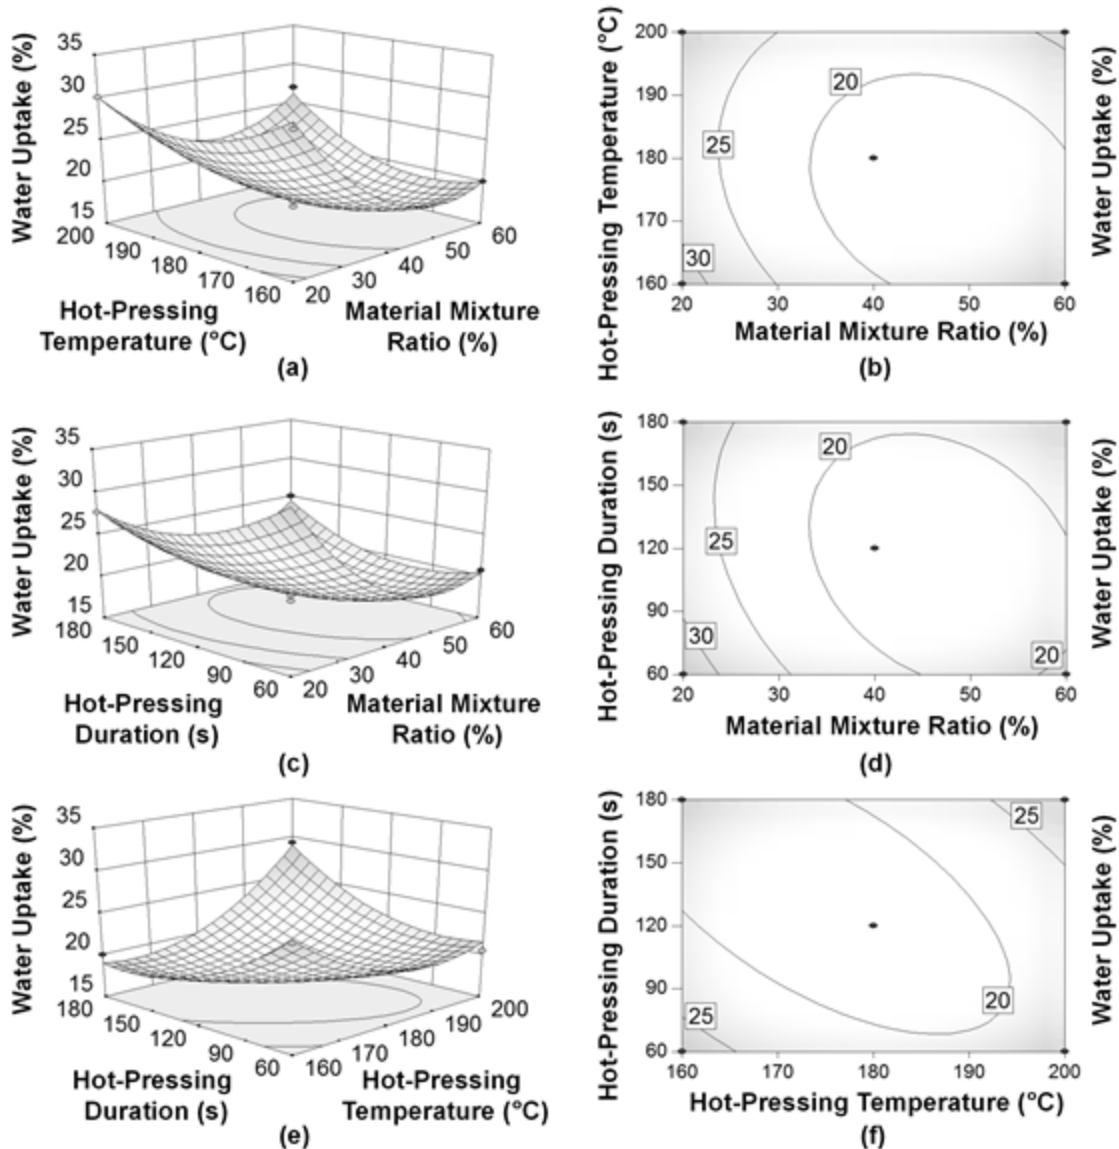 Water Uptake (%)
35
30
25
20
15
200
190
180
170
160
20
30
40
50
60
Hot-Pressing
Temperature (°C)
Material Mixture
Ratio (%)
(a)
Hot-Pressing Temperature (°C)
200
190
180
170
160
20
25
30
20
30
40
50
60
Material Mixture Ratio (%)
Water Uptake (%)
(b)
Water Uptake (%)
35
30
25
20
15
180
150
120
90
60
20
30
40
50
60
Hot-Pressing
Duration (s)
Material Mixture
Ratio (%)
(c)
Hot-Pressing Duration (s)
180
150
120
90
60
20
25
30
20
20
30
40
50
60
Material Mixture Ratio (%)
Water Uptake (%)
(d)
Water Uptake (%)
35
30
25
20
15
180
150
120
90
60
160
170
180
190
200
Hot-Pressing
Duration (s)
Hot-Pressing
Temperature (°C)
(e)
Hot-Pressing Duration (s)
180
150
120
90
60
25
20
25
160
170
180
190
200
Hot-Pressing Temperature (°C)
Water Uptake (%)
(f)